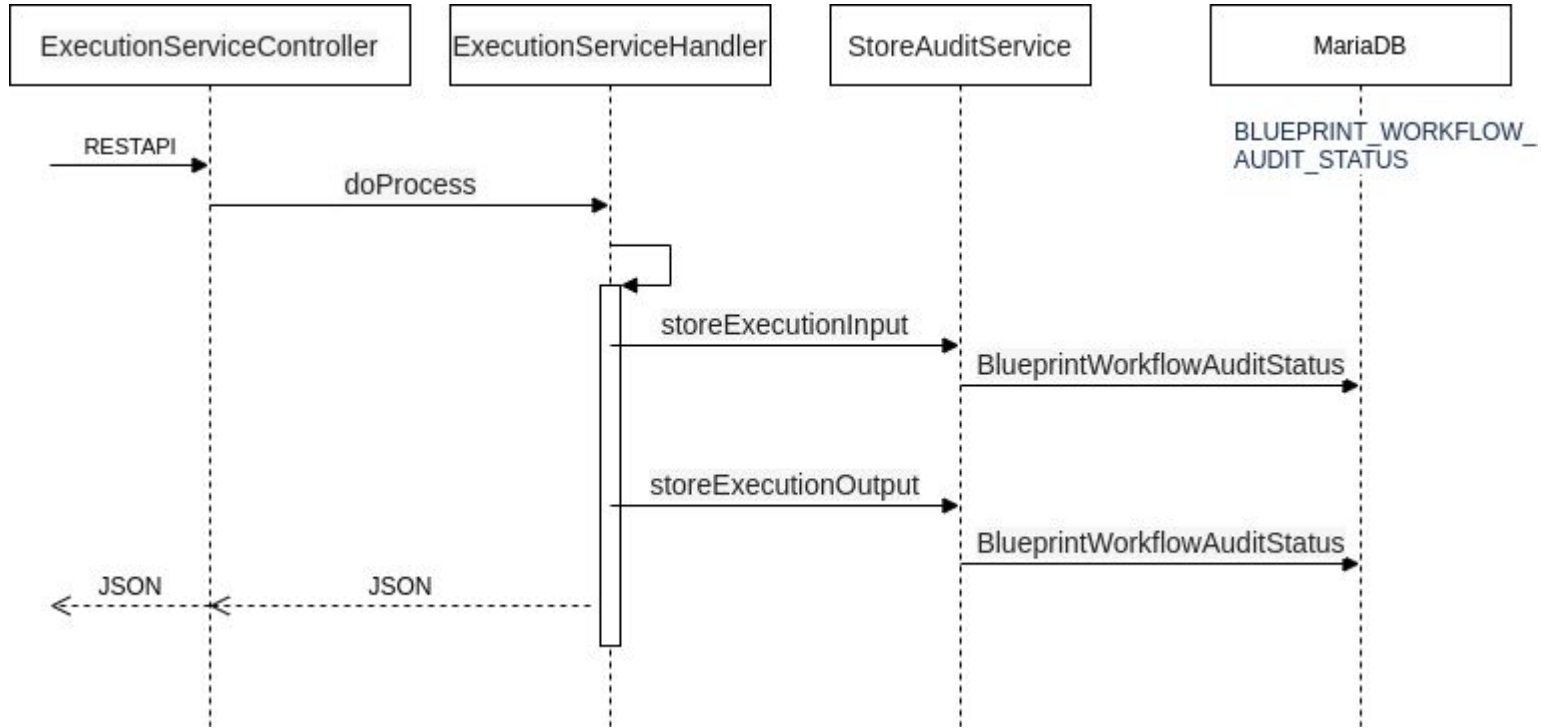 ExecutionServiceController
ExecutionServiceHandler
StoreAuditService
MariaDB
BLUEPRINT_WORKFLOW_
AUDIT_STATUS
RESTAPI
doProcess
storeExecutionInput
BlueprintWorkflowAuditStatus
storeExecutionOutput
BlueprintWorkflowAuditStatus
JSON
JSON